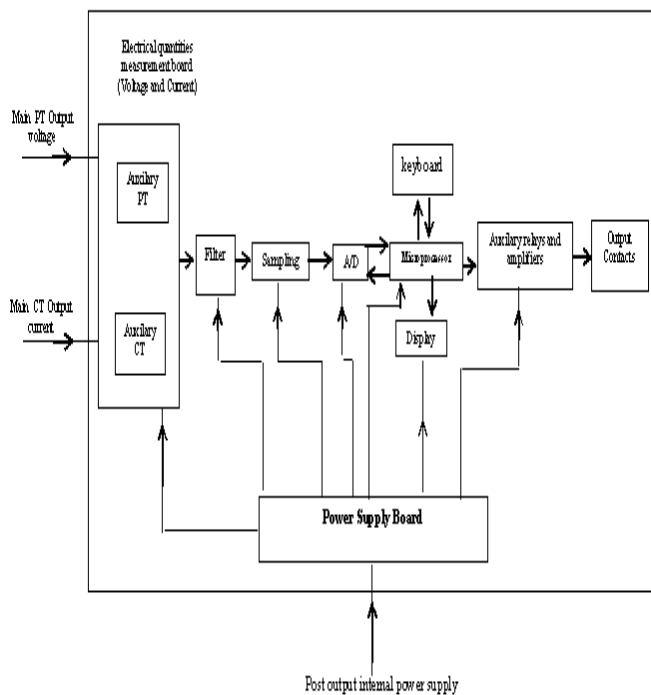 Electrical quantities
measurement board
(Voltage and Current)
Main PT Output
voltage
Auxilary
PT
keyboard
Filter
Sampling
A/D
Microprocessor
Auxilary relays and
amplifiers
Output
Contacts
Main CT Output
current
Auxilary
CT
Display
Power Supply Board
Post output internal power supply